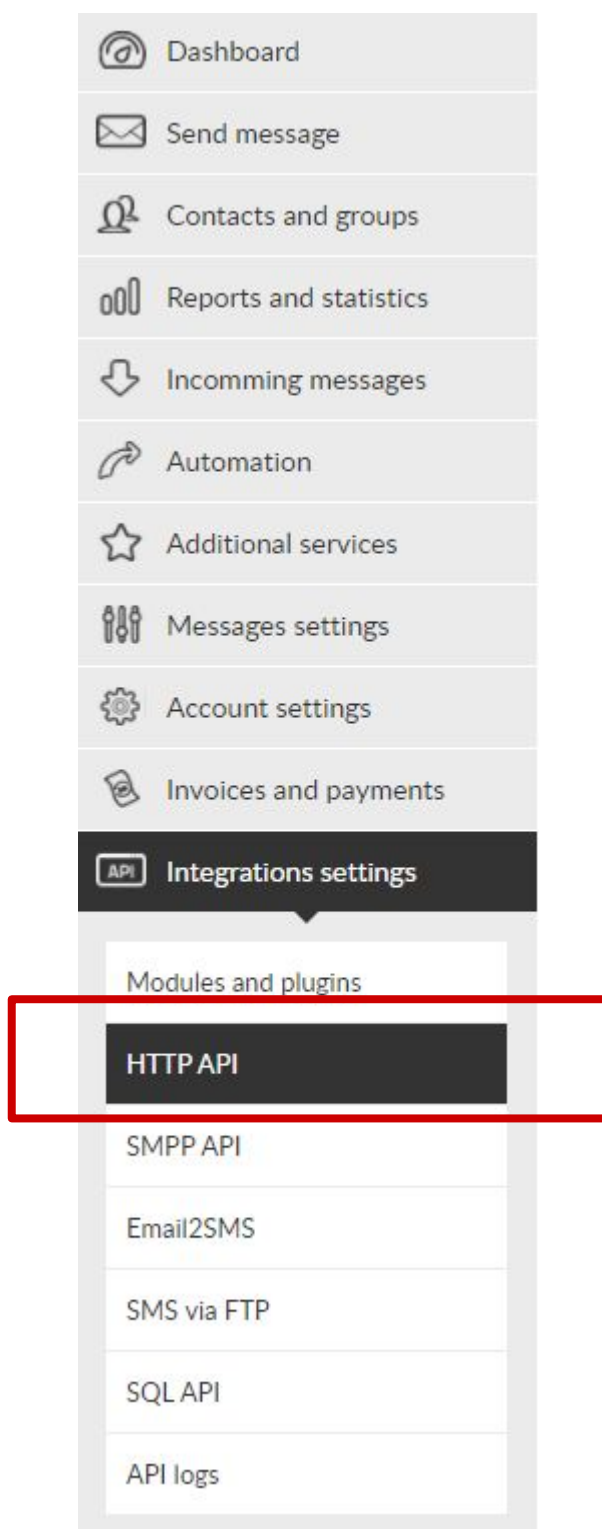 Dashboard
Send message
Contacts and groups
Reports and statistics
Incomming messages
Automation
Additional services
Messages settings
Account settings
Invoices and payments
API Integrations settings
Modules and plugins
HTTP API
SMPP API
Email2SMS
SMS via FTP
SQL API
API logs